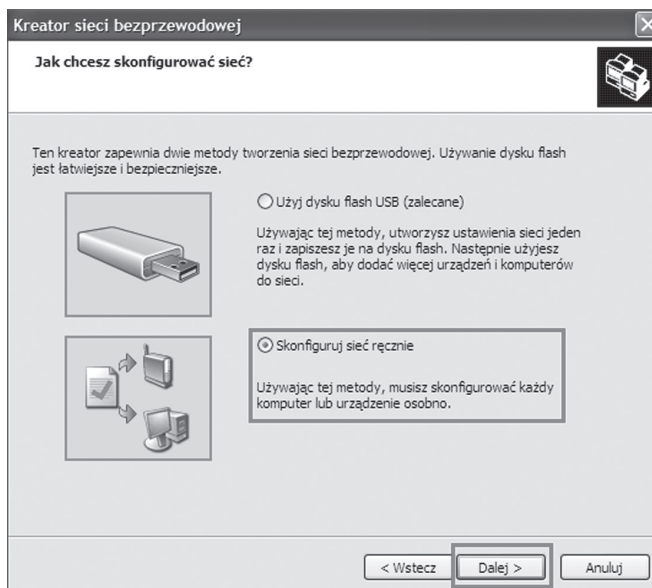 Kreator sieci bezprzewodowej
Jak chcesz skonfigurować sieć?
Ten kreator zapewnia dwie metody tworzenia sieci bezprzewodowej. Używanie dysku flash
jest łatwiejsze i bezpieczniejsze.
Użyj dysku flash USB (zalecane)
Używając tej metody, utworzysz ustawienia sieci jeden
raz i zapiszesz je na dysku flash. Następnie użyjesz
dysku flash, aby dodać więcej urządzeń i komputerów
do sieci.
Skonfiguruj sieć ręcznie
Używając tej metody, musisz skonfigurować każdy
komputer lub urządzenie osobno.
< Wstecz Dalej > Anuluj